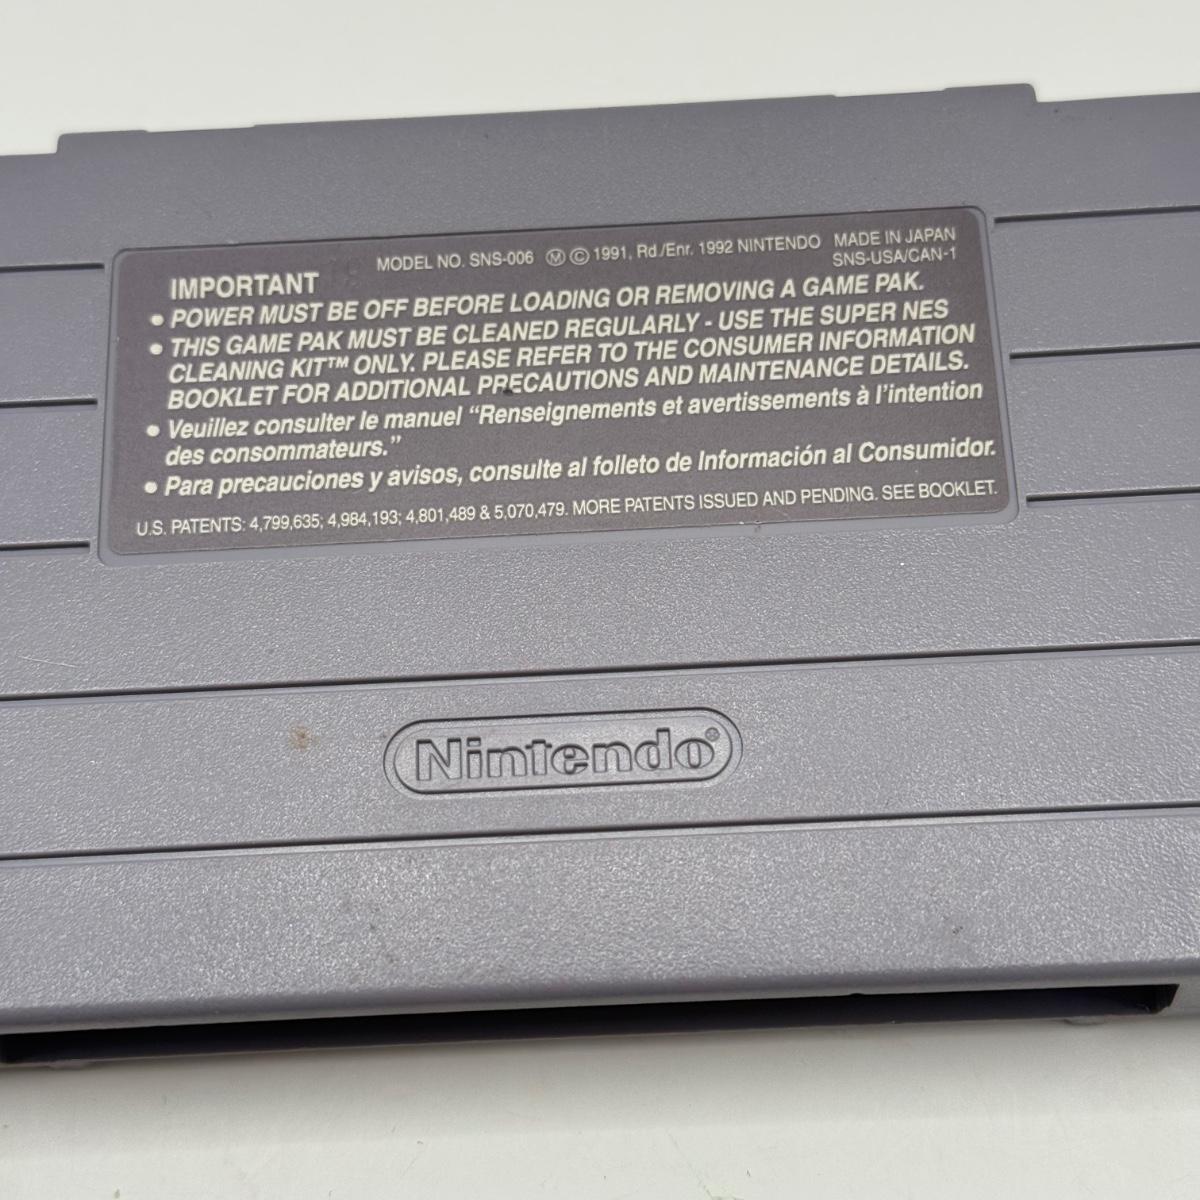 MODEL NO. SNS-006 Ⓜ © 1991, Rd./Enr. 1992 NINTENDO MADE IN JAPAN
SNS-USA/CAN-1
IMPORTANT
• POWER MUST BE OFF BEFORE LOADING OR REMOVING A GAME PAK.
• THIS GAME PAK MUST BE CLEANED REGULARLY - USE THE SUPER NES
CLEANING KIT™ ONLY. PLEASE REFER TO THE CONSUMER INFORMATION
BOOKLET FOR ADDITIONAL PRECAUTIONS AND MAINTENANCE DETAILS.
• Veuillez consulter le manuel “Renseignements et avertissements à l’intention
des consommateurs.”
• Para precauciones y avisos, consulte al folleto de Información al Consumidor.
U.S. PATENTS: 4,799,635; 4,984,193; 4,801,489 & 5,070,479. MORE PATENTS ISSUED AND PENDING. SEE BOOKLET.
Nintendo®